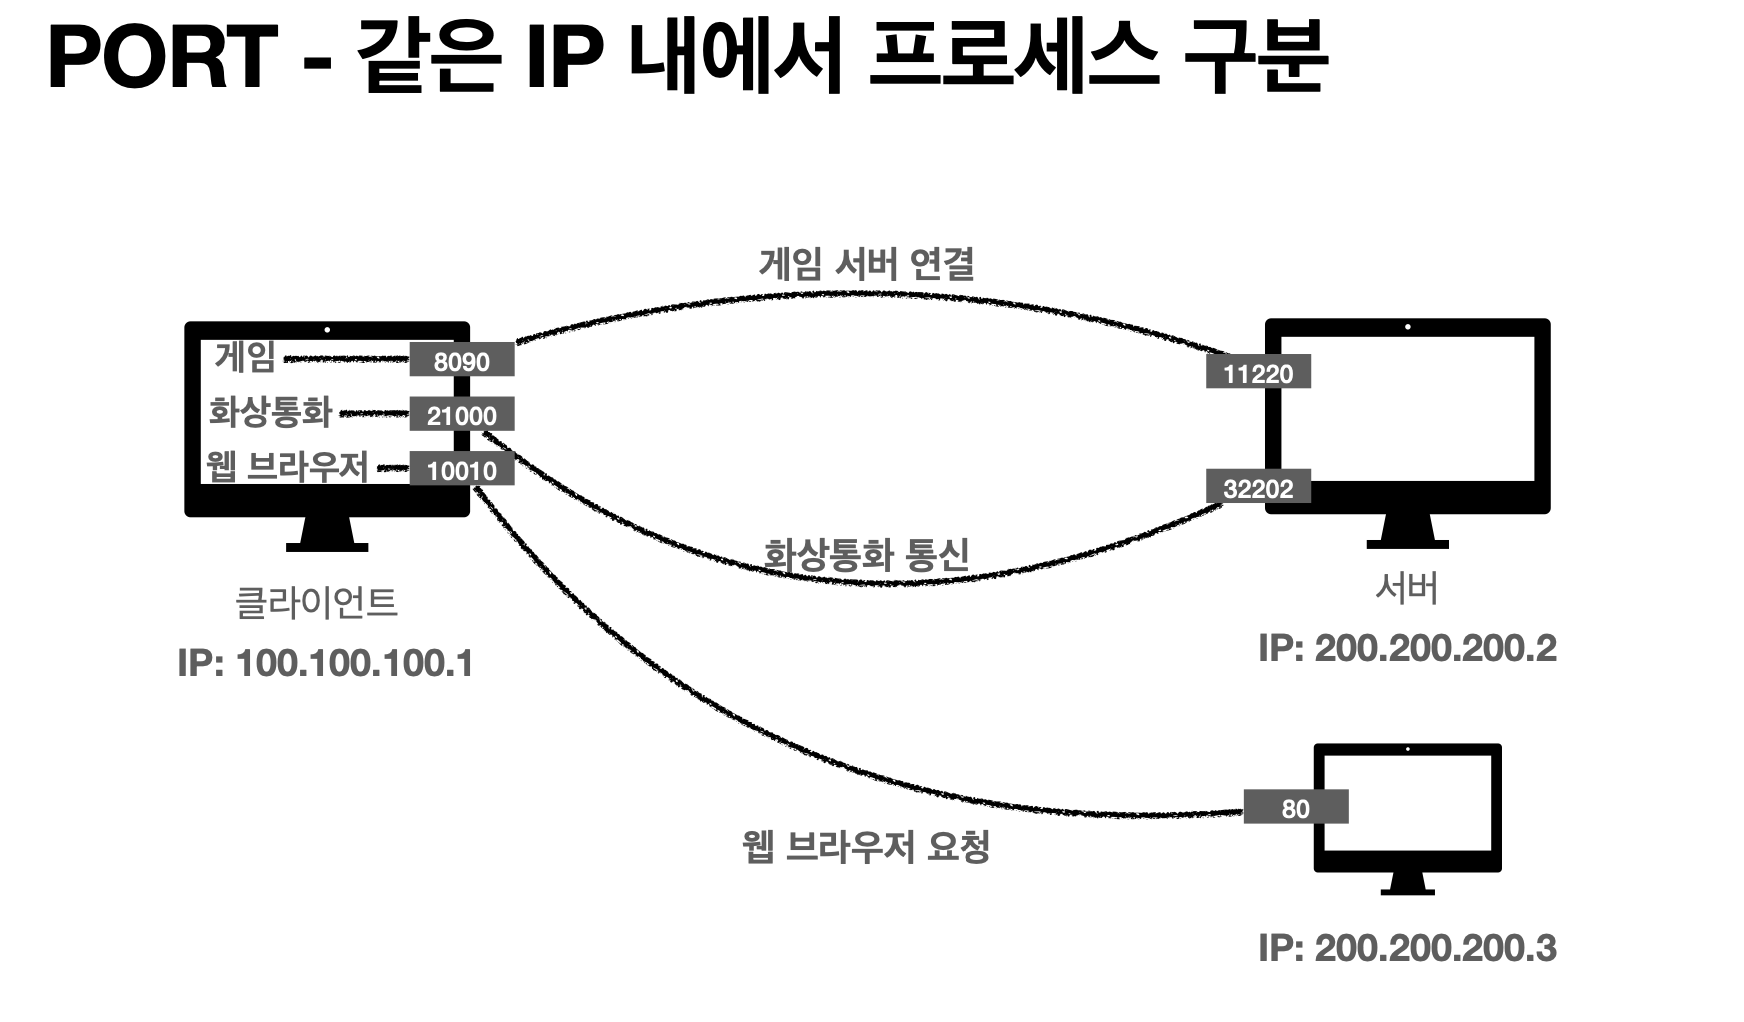 PORT - 같은 IP 내에서 프로세스 구분
게임 서버 연결
게임
8090
11220
화상통화
21000
웹 브라우저
10010
32202
화상통화 통신
클라이언트
서버
IP: 100.100.100.1
IP: 200.200.200.2
80
웹 브라우저 요청
IP: 200.200.200.3